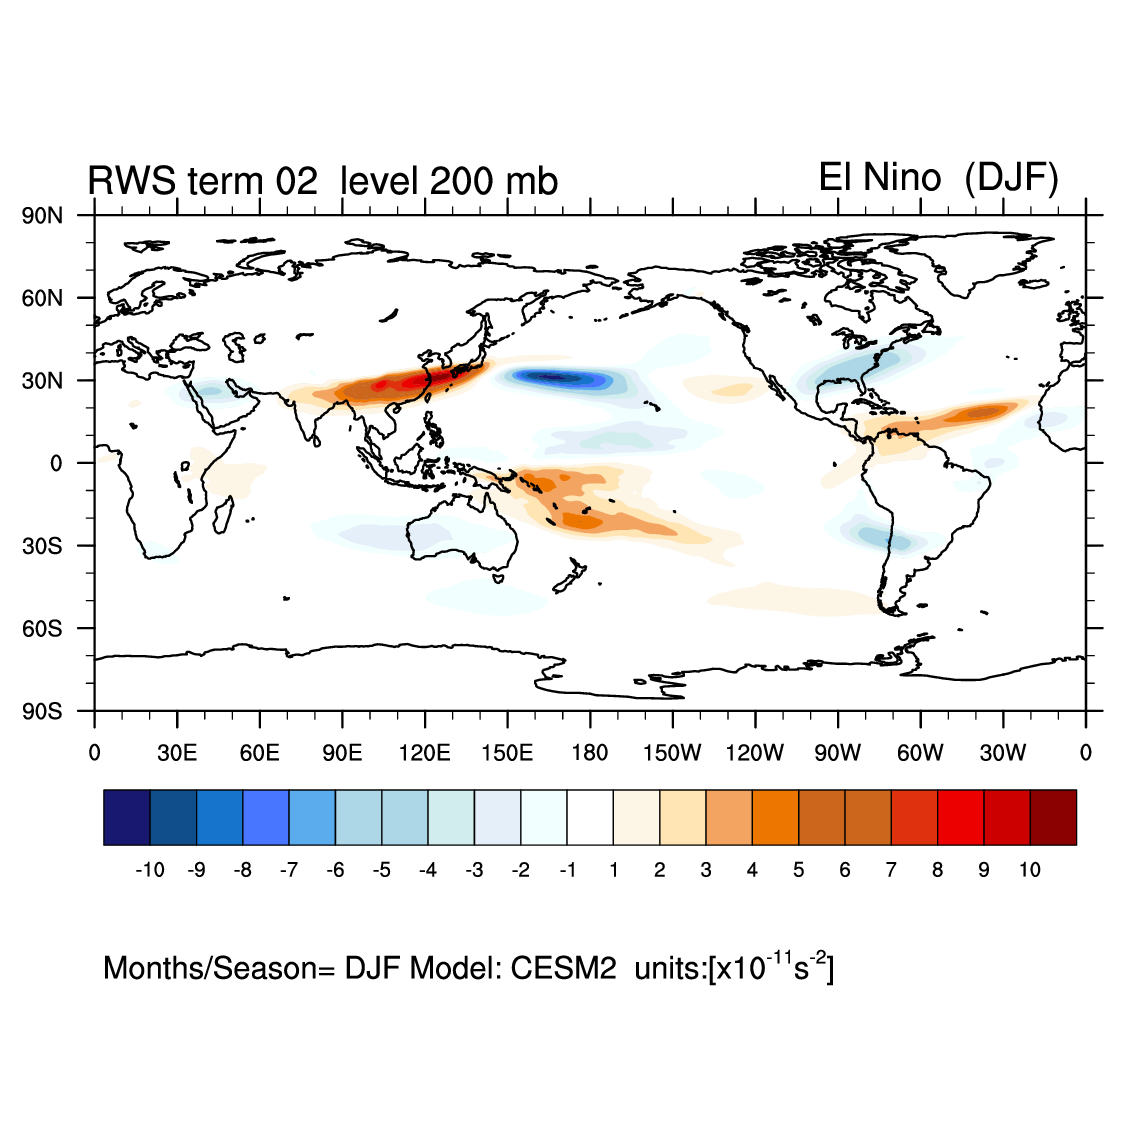 RWS term 02  level 200 mb
El Nino  (DJF)
90N
60N
30N
0
30S
60S
90S
0 30E 60E 90E 120E 150E 180 150W 120W 90W 60W 30W 0
-10 -9 -8 -7 -6 -5 -4 -3 -2 -1 1 2 3 4 5 6 7 8 9 10
Months/Season= DJF Model: CESM2  units:[x10⁻¹¹s⁻²]